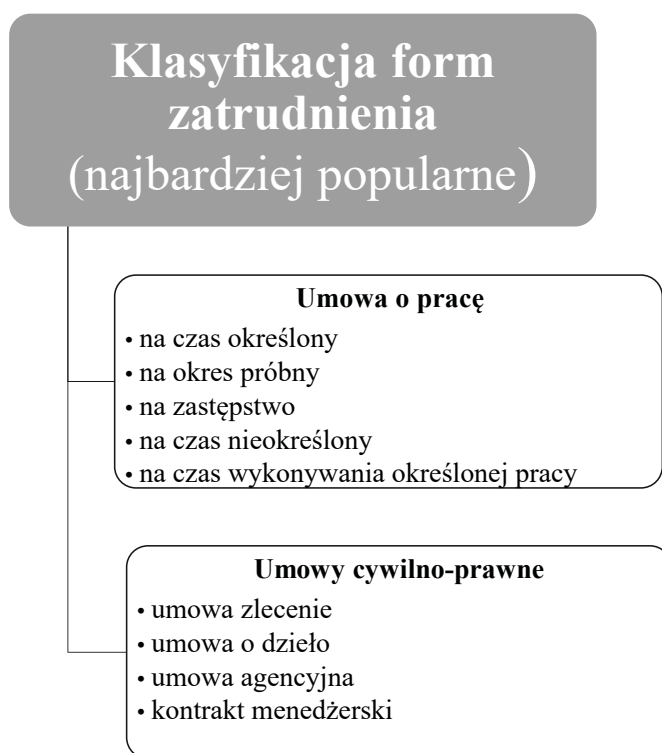 Klasyfikacja form
zatrudnienia
(najbardziej popularne)
Umowa o pracę
• na czas określony
• na okres próbny
• na zastępstwo
• na czas nieokreślony
• na czas wykonywania określonej pracy
Umowy cywilno-prawne
• umowa zlecenie
• umowa o dzieło
• umowa agencyjna
• kontrakt menedżerski